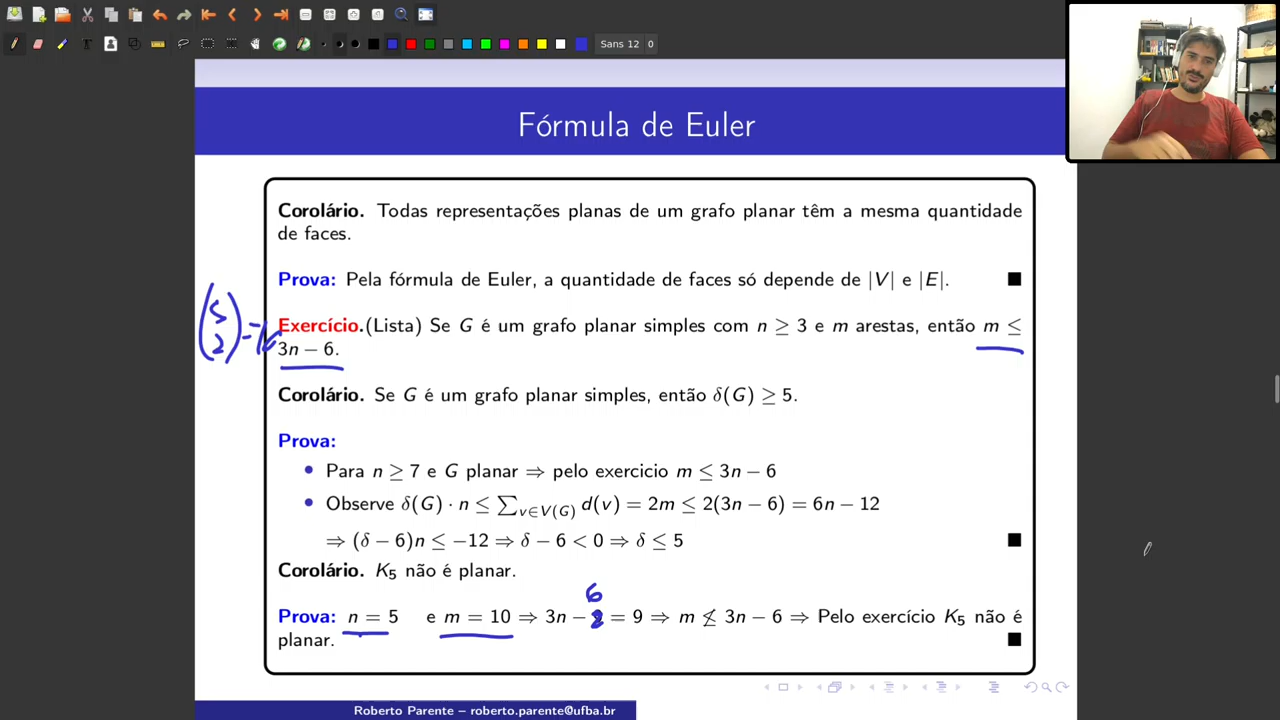 Sans 12 0
Fórmula de Euler
Corolário. Todas representações planas de um grafo planar têm a mesma quantidade
de faces.
Prova: Pela fórmula de Euler, a quantidade de faces só depende de |V| e |E|.
Exercício.(Lista) Se G é um grafo planar simples com n ≥ 3 e m arestas, então m ≤
3n − 6.
Corolário. Se G é um grafo planar simples, então δ(G) ≥ 5.
Prova:
• Para n ≥ 7 e G planar ⇒ pelo exercicio m ≤ 3n − 6
• Observe δ(G) · n ≤ ∑v∈V(G) d(v) = 2m ≤ 2(3n − 6) = 6n − 12
⇒ (δ − 6)n ≤ −12 ⇒ δ − 6 < 0 ⇒ δ ≤ 5
Corolário. K5 não é planar.
6
Prova: n = 5 e m = 10 ⇒ 3n − 2 = 9 ⇒ m ≰ 3n − 6 ⇒ Pelo exercício K5 não é
planar.
Roberto Parente – roberto.parente@ufba.br